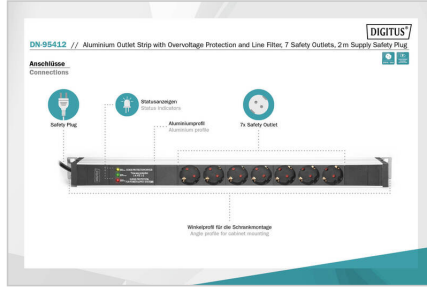 DIGITUS®
DN-95412 // Aluminium Outlet Strip with Overvoltage Protection and Line Filter, 7 Safety Outlets, 2 m Supply Safety Plug
Anschlüsse
Connections
Safety Plug
Statusanzeigen
Status indicators
Aluminiumprofil
Aluminium profile
7x Safety Outlet
Winkelprofil für die Schrankmontage
Angle profile for cabinet mounting